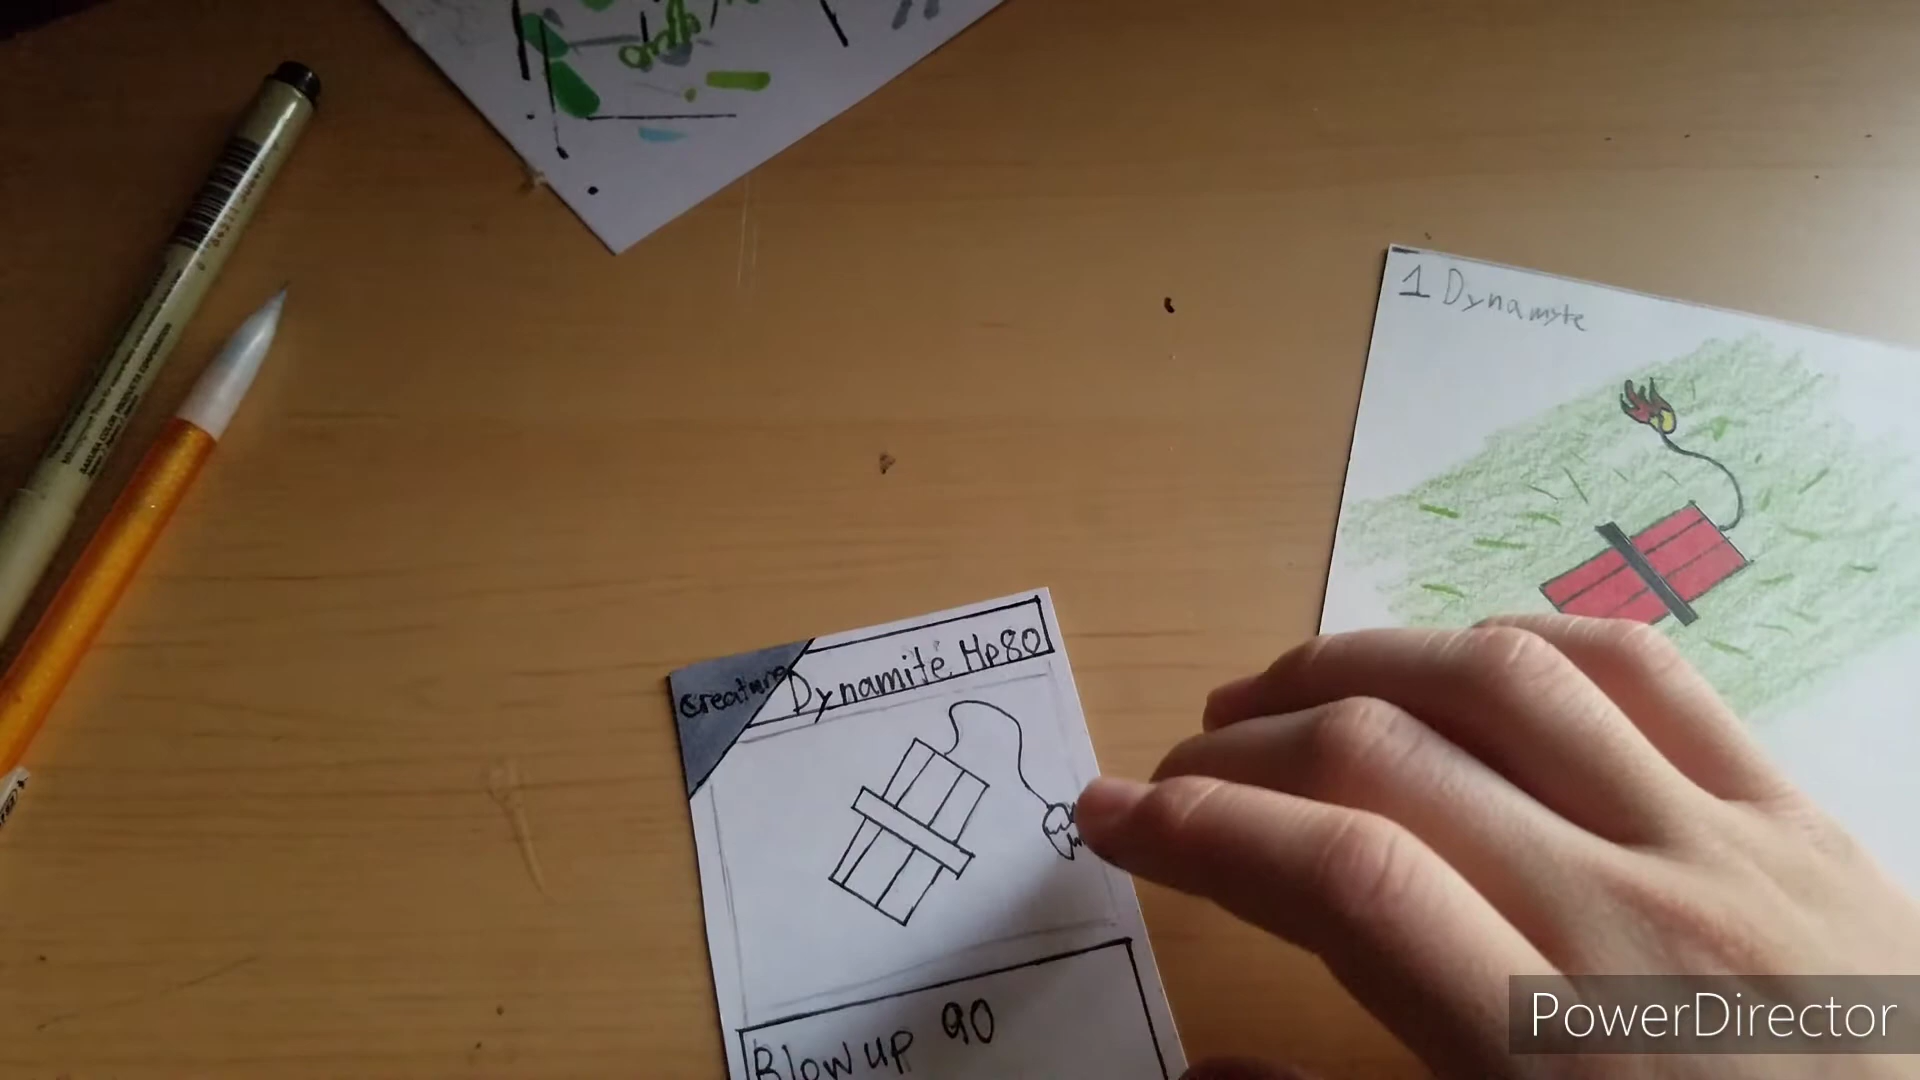 1 Dynamyte
creature
Dynamite Hp80
Blow up 90
PowerDirector